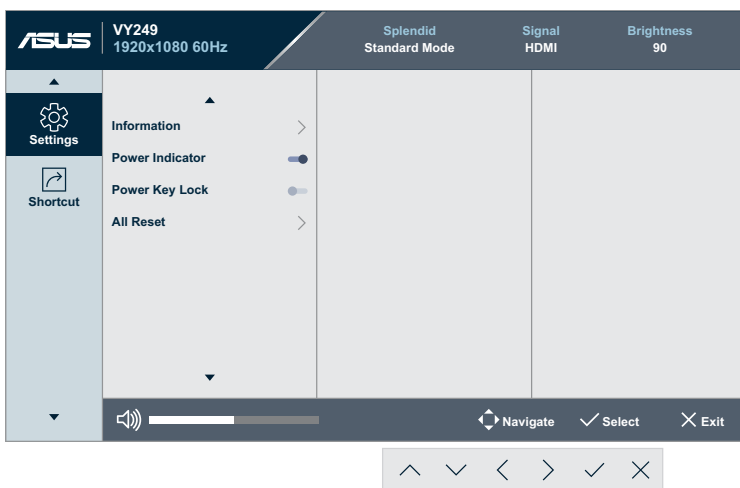 ASUS
VY249
1920x1080 60Hz
Splendid
Standard Mode
Signal
HDMI
Brightness
90
Settings
Shortcut
Information
Power Indicator
Power Key Lock
All Reset
Navigate
Select
Exit